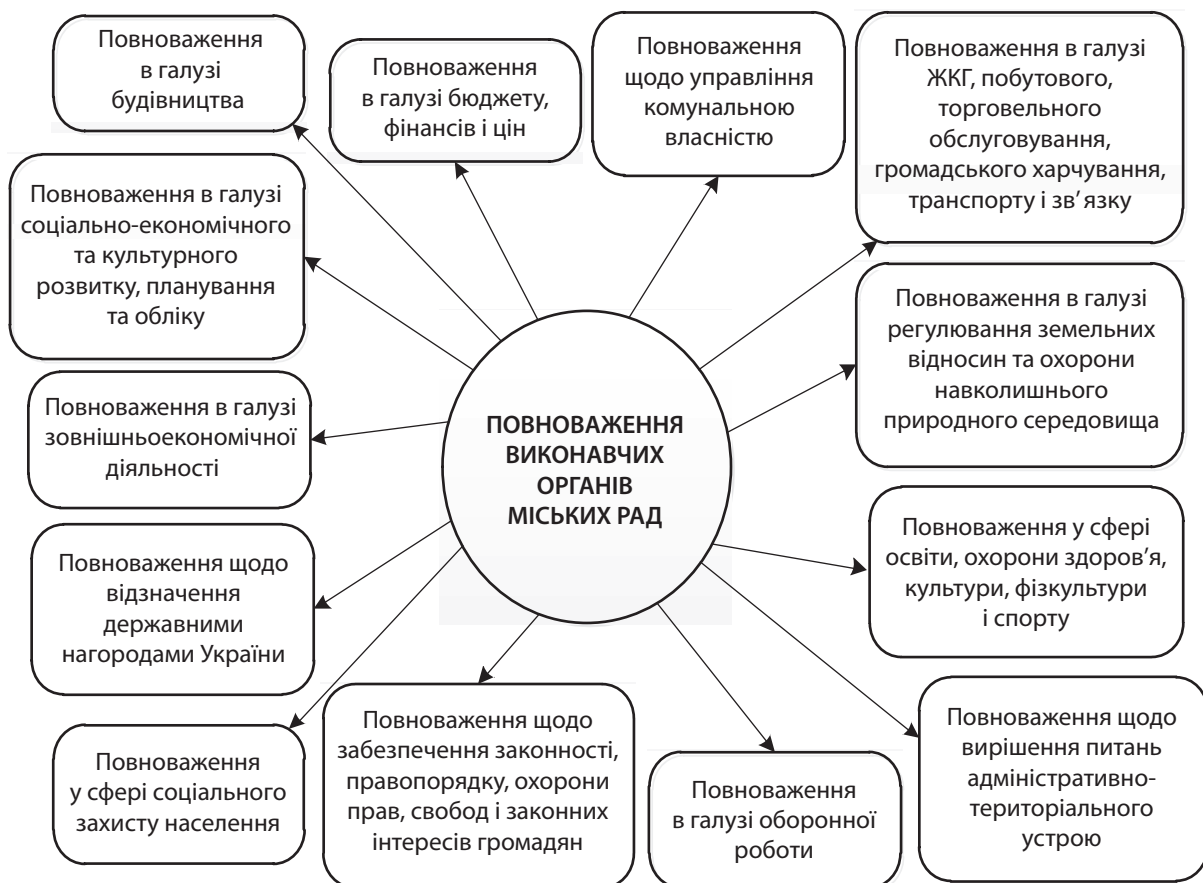 Повноваження
в галузі
будівництва
Повноваження
в галузі бюджету,
фінансів і цін
Повноваження
щодо управління
комунальною
власністю
Повноваження в галузі
ЖКГ, побутового,
торговельного
обслуговування,
громадського харчування,
транспорту і зв’язку
Повноваження в галузі
соціально-економічного
та культурного
розвитку, планування
та обліку
Повноваження в галузі
регулювання земельних
відносин та охорони
навколишнього
природного середовища
Повноваження в галузі
зовнішньоекономічної
діяльності
ПОВНОВАЖЕННЯ
ВИКОНАВЧИХ
ОРГАНІВ
МІСЬКИХ РАД
Повноваження у сфері
освіти, охорони здоров’я,
культури, фізкультури
і спорту
Повноваження щодо
відзначення
державними
нагородами України
Повноваження
у сфері соціального
захисту населення
Повноваження щодо
забезпечення законності,
правопорядку, охорони
прав, свобод і законних
інтересів громадян
Повноваження
в галузі оборонної
роботи
Повноваження щодо
вирішення питань
адміністративно-
територіального
устрою